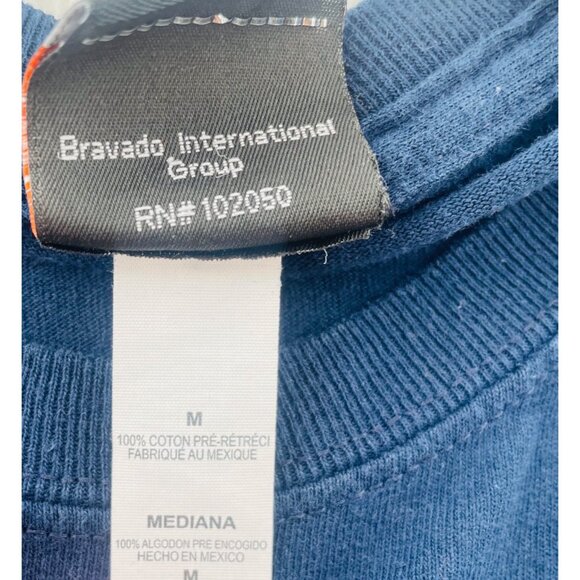 Bravado International
Group
RN# 102050
M
100% COTON PRÉ-RÉTRÉCI
FABRIQUÉ AU MEXIQUE
MEDIANA
100% ALGODON PRE ENCOGIDO
HECHO EN MEXICO
M